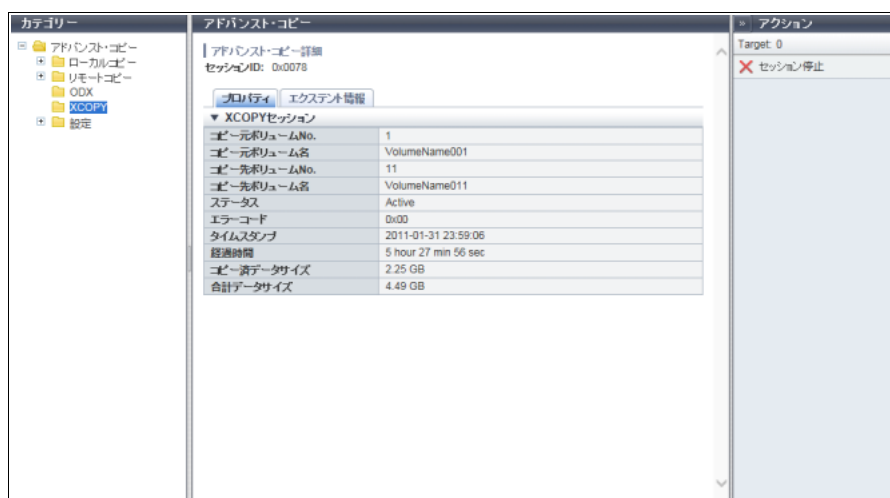 カテゴリー
アドバンスト・コピー
ローカルコピー
リモートコピー
ODX
XCOPY
設定
アドバンスト・コピー
アドバンスト・コピー詳細
セッションID: 0x0078
プロパティ エクステント情報
▼ XCOPYセッション
コピー元ボリュームNo. 1
コピー元ボリューム名 VolumeName001
コピー先ボリュームNo. 11
コピー先ボリューム名 VolumeName011
ステータス Active
エラーコード 0x00
タイムスタンプ 2011-01-31 23:59:06
経過時間 5 hour 27 min 56 sec
コピー済データサイズ 2.25 GB
合計データサイズ 4.49 GB
» アクション
Target: 0
セッション停止